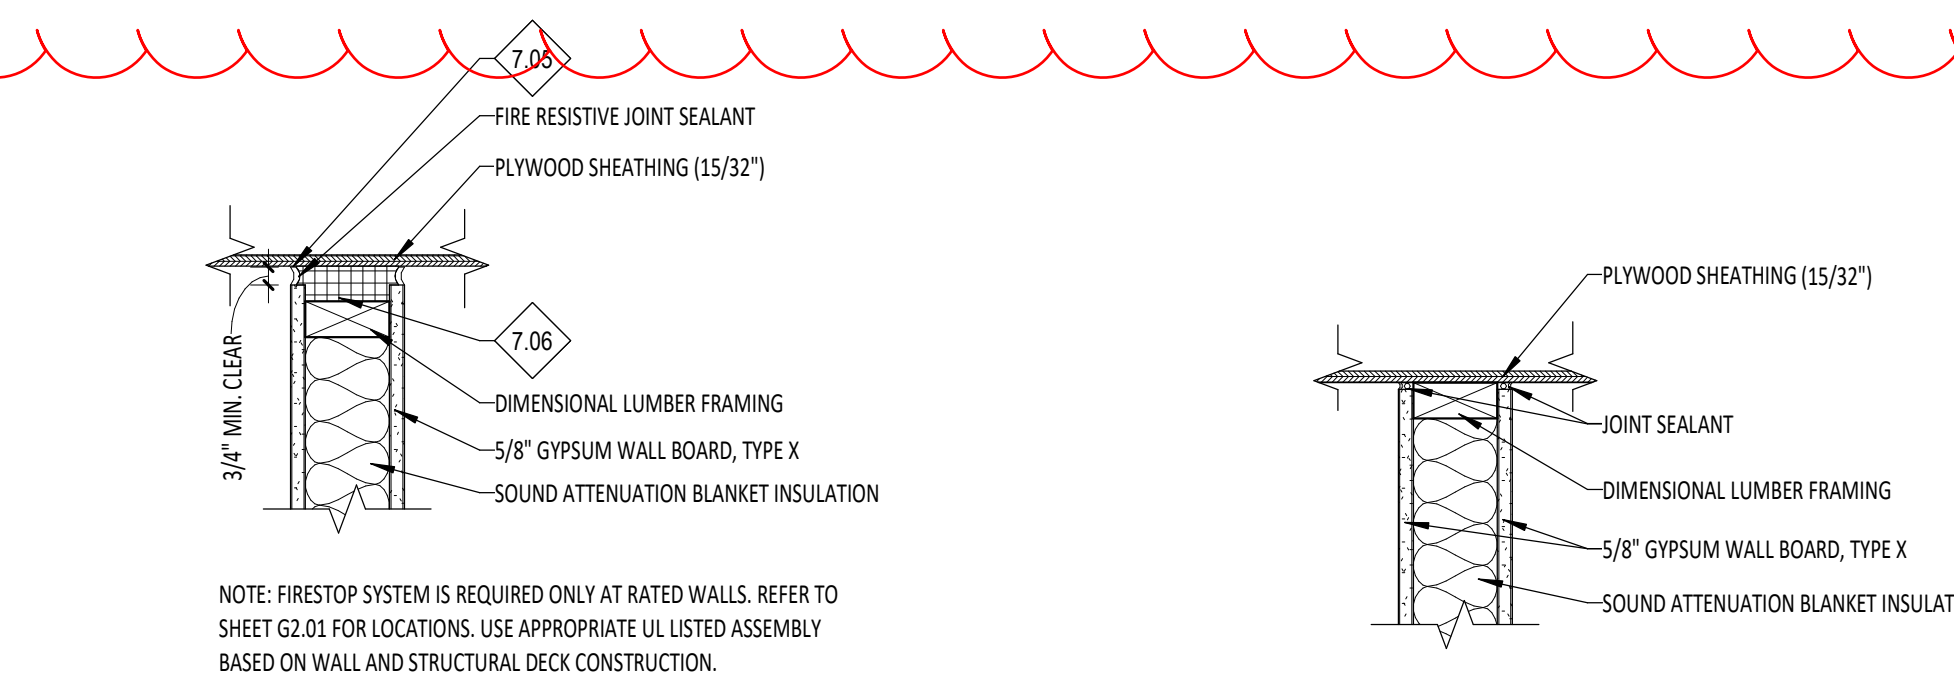 7.05
FIRE RESISTIVE JOINT SEALANT
PLYWOOD SHEATHING (15/32")
3/4" MIN. CLEAR
7.06
DIMENSIONAL LUMBER FRAMING
5/8" GYPSUM WALL BOARD, TYPE X
SOUND ATTENUATION BLANKET INSULATION
NOTE: FIRESTOP SYSTEM IS REQUIRED ONLY AT RATED WALLS. REFER TO
SHEET G2.01 FOR LOCATIONS. USE APPROPRIATE UL LISTED ASSEMBLY
BASED ON WALL AND STRUCTURAL DECK CONSTRUCTION.
PLYWOOD SHEATHING (15/32")
JOINT SEALANT
DIMENSIONAL LUMBER FRAMING
5/8" GYPSUM WALL BOARD, TYPE X
SOUND ATTENUATION BLANKET INSULAT